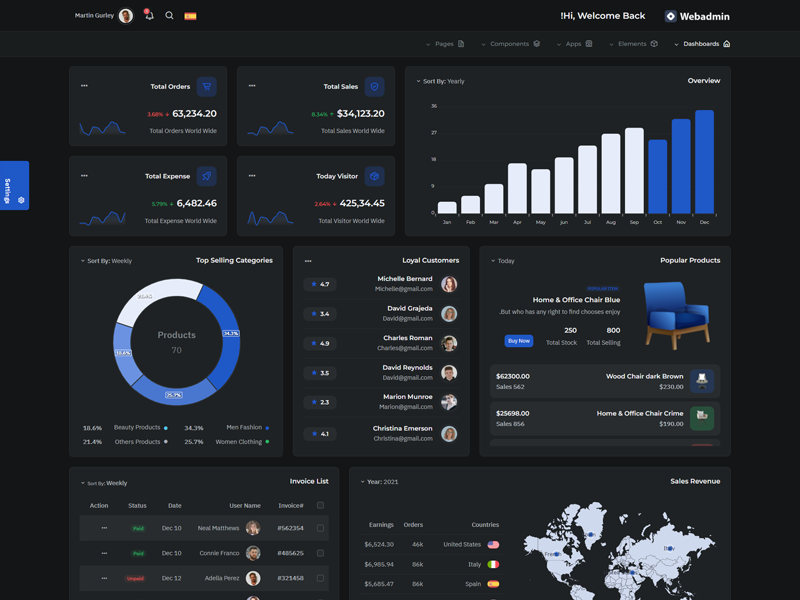 Martin Gurley
!Hi, Welcome Back
Webadmin
Pages
Components
Apps
Elements
Dashboards
Settings
Total Orders
3.68%
63,234.20
Total Orders World Wide
Total Sales
8.34%
$34,123.20
Total Sales World Wide
Total Expense
5.79%
6,482.46
Total Expense World Wide
Today Visitor
2.64%
425,34.45
Total Visitor World Wide
Sort By: Yearly
Overview
36
27
18
9
0
Jan Feb Mar Apr May Jun Jul Aug Sep Oct Nov Dec
Sort By: Weekly
Top Selling Categories
34.3%
25.7%
18.6%
Products
70
18.6% Beauty Products 34.3% Men Fashion
21.4% Others Products 25.7% Women Clothing
Loyal Customers
4.7
Michelle Bernard
Michelle@gmail.com
3.4
David Grajeda
David@gmail.com
4.9
Charles Roman
Charles@gmail.com
3.5
David Reynolds
David@gmail.com
2.3
Marion Munroe
Marion@gmail.com
4.1
Christina Emerson
Christina@gmail.com
Today
Popular Products
Home & Office Chair Blue
.But who has any right to find chooses enjoy
Buy Now
250
Total Stock
800
Total Selling
$62300.00
Sales 562
Wood Chair dark Brown
$230.00
$25698.00
Sales 856
Home & Office Chair Crime
$190.00
Sort By: Weekly
Invoice List
Action Status Date User Name Invoice#
Paid Dec 10 Neal Matthews #562354
Paid Dec 10 Connie Franco #485625
Unpaid Dec 12 Adella Perez #321458
Year: 2021
Sales Revenue
Earnings Orders Countries
$6,524.30 46k United States
$6,985.94 86k Italy
$5,685.47 86k Spain
Italy